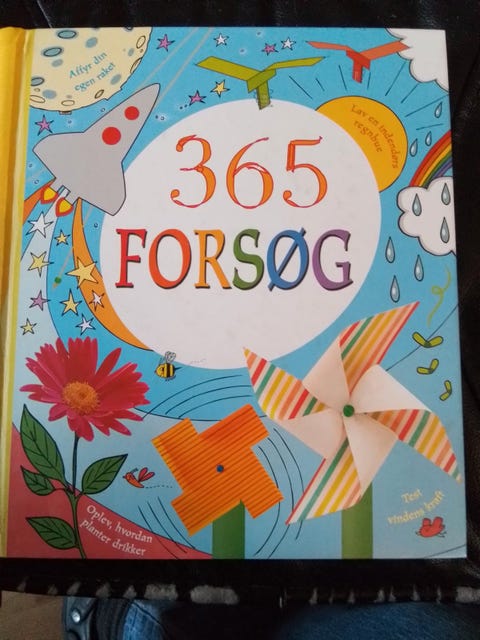 Affyr din
egen raket
Lav en indendørs
regnbue
365
FORSØG
Oplev, hvordan
planter drikker
Test
vindens kraft